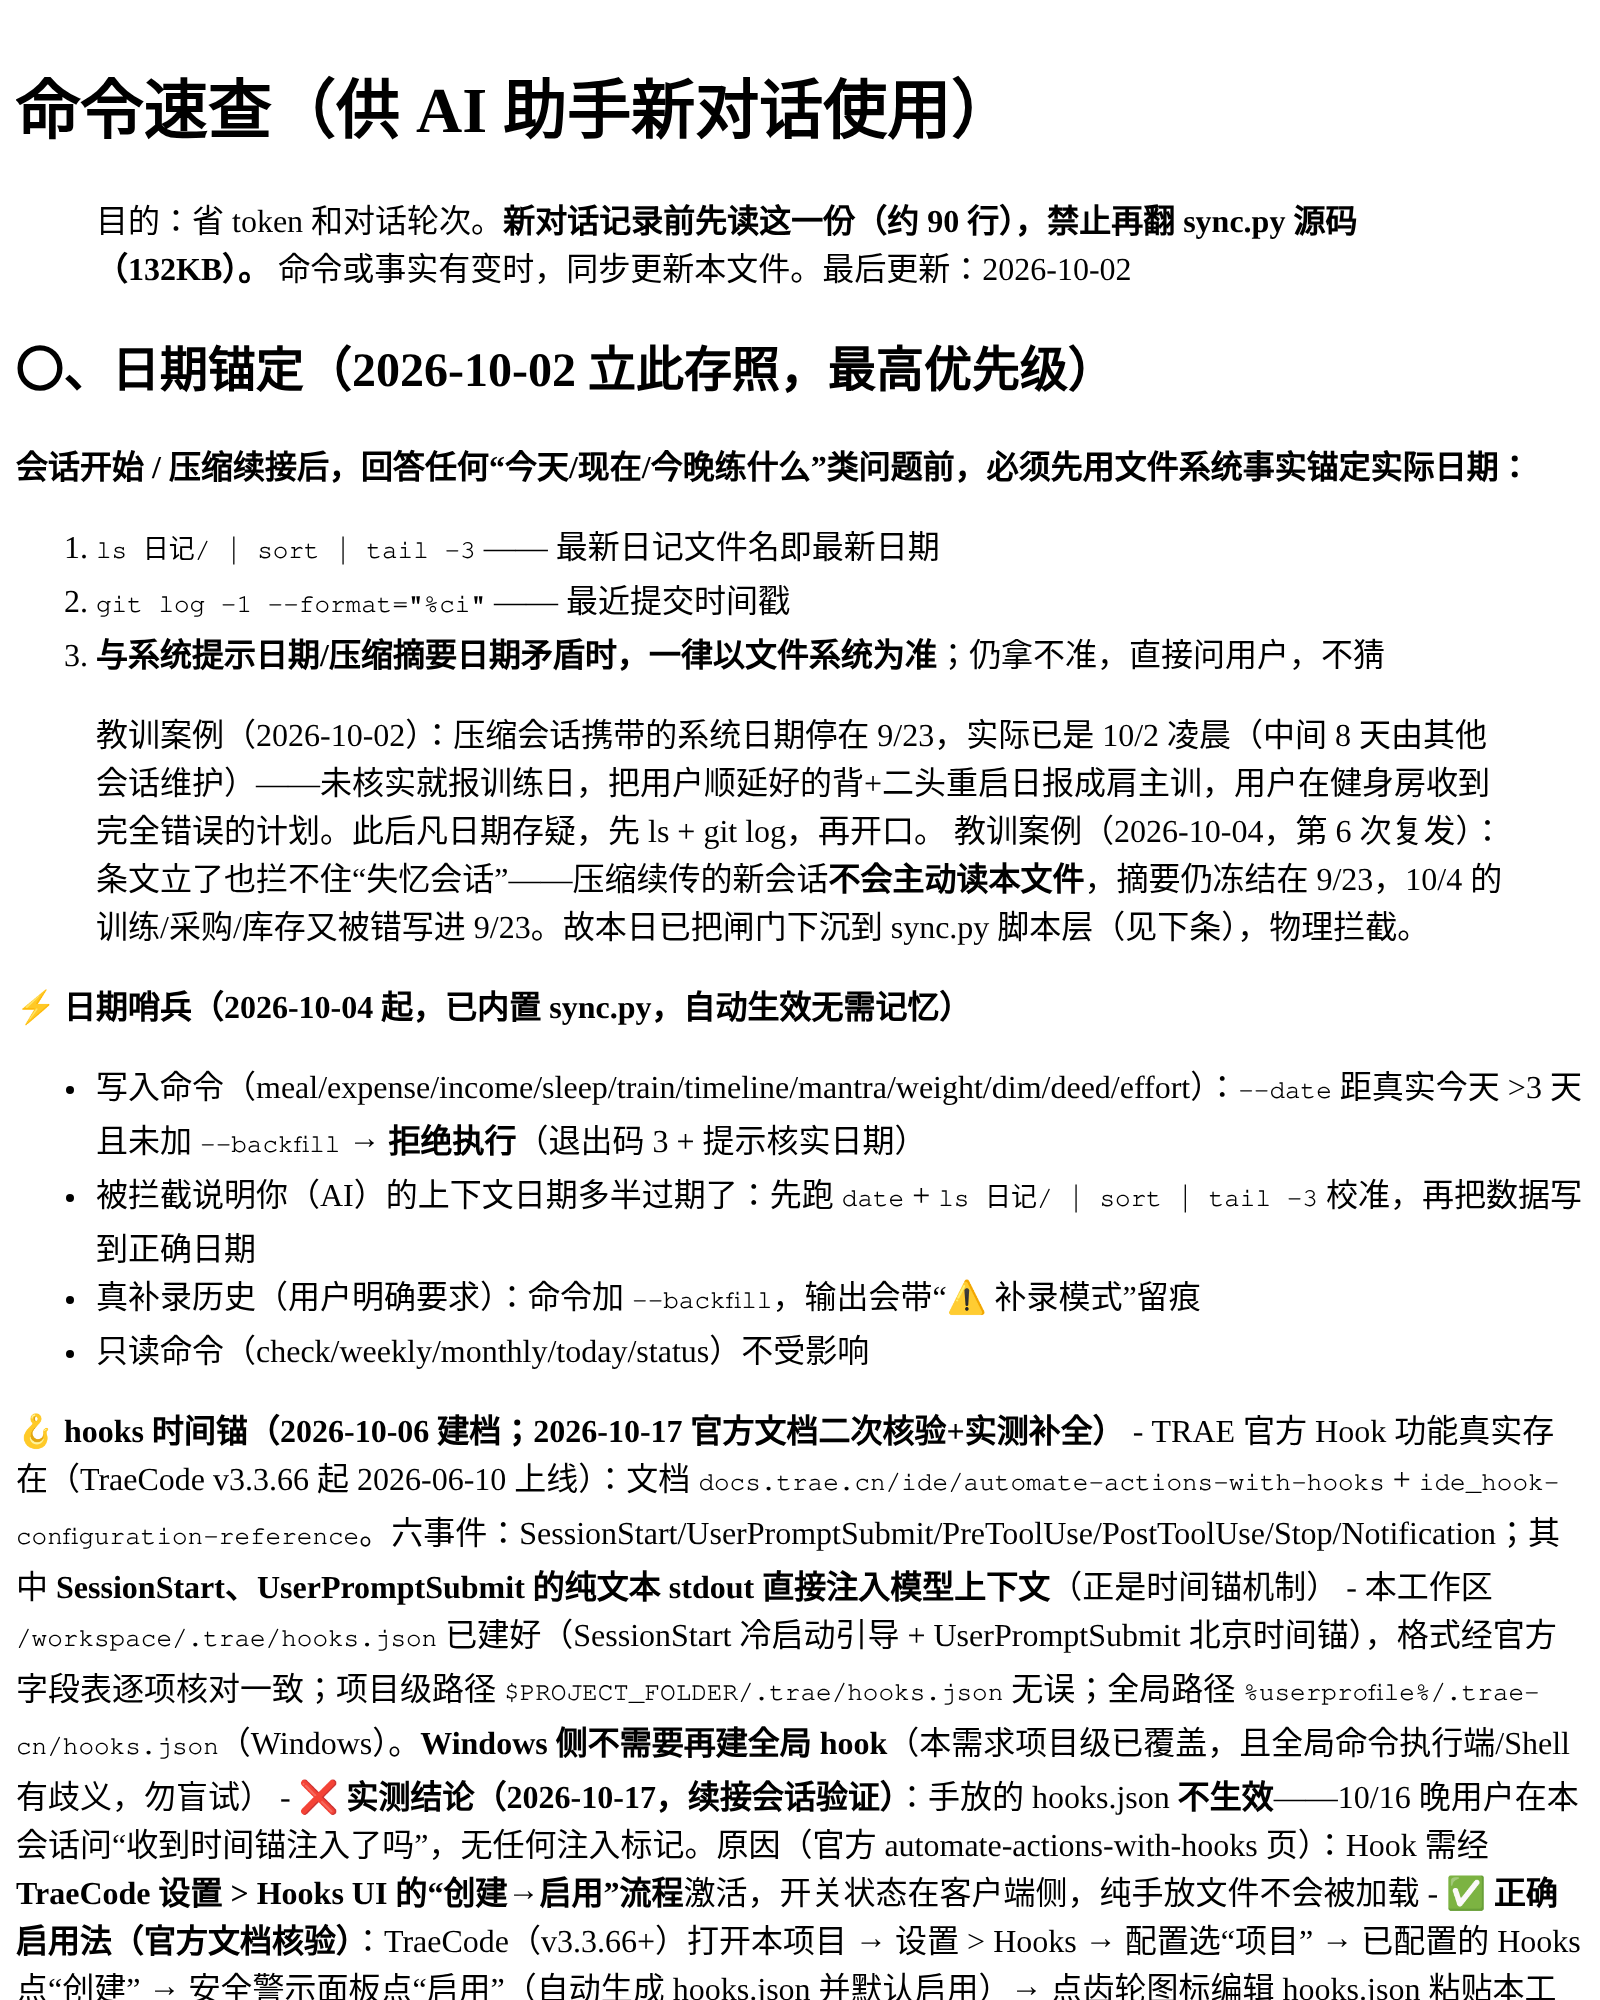 命令速查（供 AI 助手新对话使用）
目的：省 token 和对话轮次。新对话记录前先读这一份（约 90 行），禁止再翻 sync.py 源码
（132KB）。 命令或事实有变时，同步更新本文件。最后更新：2026-10-02
〇、日期锚定（2026-10-02 立此存照，最高优先级）
会话开始 / 压缩续接后，回答任何“今天/现在/今晚练什么”类问题前，必须先用文件系统事实锚定实际日期：
1. ls 日记/ | sort | tail -3 —— 最新日记文件名即最新日期
2. git log -1 --format="%ci" —— 最近提交时间戳
3. 与系统提示日期/压缩摘要日期矛盾时，一律以文件系统为准；仍拿不准，直接问用户，不猜
教训案例（2026-10-02）：压缩会话携带的系统日期停在 9/23，实际已是 10/2 凌晨（中间 8 天由其他
会话维护）——未核实就报训练日，把用户顺延好的背+二头重启日报成肩主训，用户在健身房收到
完全错误的计划。此后凡日期存疑，先 ls + git log，再开口。 教训案例（2026-10-04，第 6 次复发）：
条文立了也拦不住“失忆会话”——压缩续传的新会话不会主动读本文件，摘要仍冻结在 9/23，10/4 的
训练/采购/库存又被错写进 9/23。故本日已把闸门下沉到 sync.py 脚本层（见下条），物理拦截。
⚡ 日期哨兵（2026-10-04 起，已内置 sync.py，自动生效无需记忆）
• 写入命令（meal/expense/income/sleep/train/timeline/mantra/weight/dim/deed/effort）：--date 距真实今天 >3 天
且未加 --backfill → 拒绝执行（退出码 3 + 提示核实日期）
• 被拦截说明你（AI）的上下文日期多半过期了：先跑 date + ls 日记/ | sort | tail -3 校准，再把数据写
到正确日期
• 真补录历史（用户明确要求）：命令加 --backfill，输出会带“⚠️ 补录模式”留痕
• 只读命令（check/weekly/monthly/today/status）不受影响
🪝 hooks 时间锚（2026-10-06 建档；2026-10-17 官方文档二次核验+实测补全） - TRAE 官方 Hook 功能真实存
在（TraeCode v3.3.66 起 2026-06-10 上线）：文档 docs.trae.cn/ide/automate-actions-with-hooks + ide_hook-
configuration-reference。六事件：SessionStart/UserPromptSubmit/PreToolUse/PostToolUse/Stop/Notification；其
中 SessionStart、UserPromptSubmit 的纯文本 stdout 直接注入模型上下文（正是时间锚机制） - 本工作区
/workspace/.trae/hooks.json 已建好（SessionStart 冷启动引导 + UserPromptSubmit 北京时间锚），格式经官方
字段表逐项核对一致；项目级路径 $PROJECT_FOLDER/.trae/hooks.json 无误；全局路径 %userprofile%/.trae-
cn/hooks.json（Windows）。Windows 侧不需要再建全局 hook（本需求项目级已覆盖，且全局命令执行端/Shell
有歧义，勿盲试） - ❌ 实测结论（2026-10-17，续接会话验证）：手放的 hooks.json 不生效——10/16 晚用户在本
会话问“收到时间锚注入了吗”，无任何注入标记。原因（官方 automate-actions-with-hooks 页）：Hook 需经
TraeCode 设置 > Hooks UI 的“创建→启用”流程激活，开关状态在客户端侧，纯手放文件不会被加载 - ✅ 正确
启用法（官方文档核验）：TraeCode（v3.3.66+）打开本项目 → 设置 > Hooks → 配置选“项目” → 已配置的 Hooks
点“创建” → 安全警示面板点“启用”（自动生成 hooks.json 并默认启用）→ 点齿轮图标编辑 hooks.json 粘贴本工